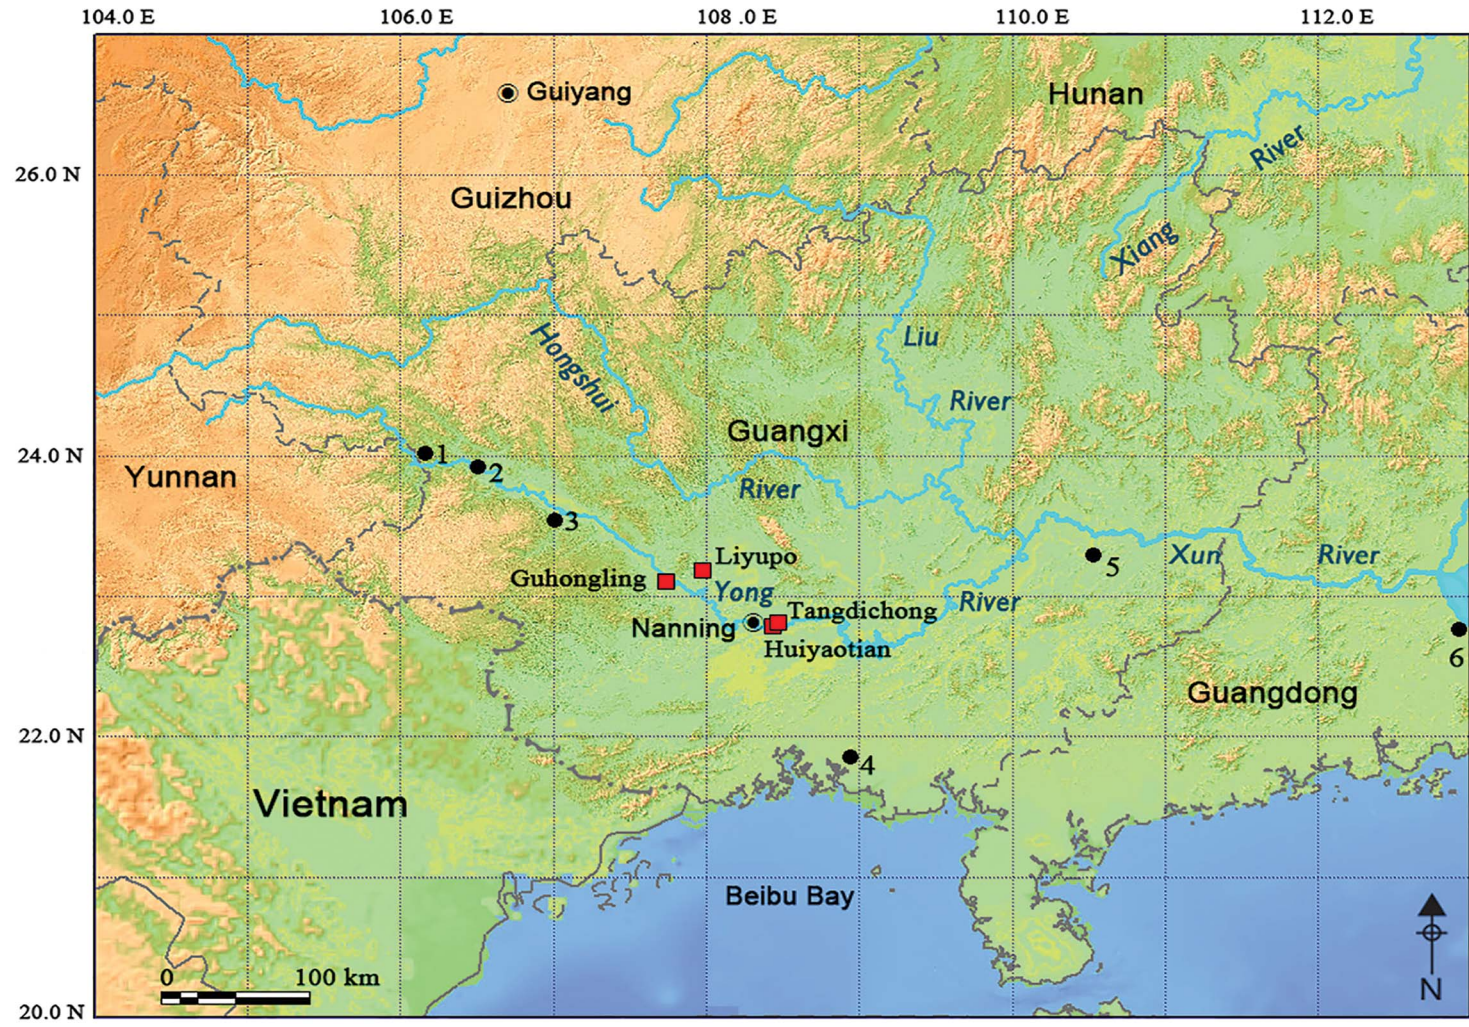 104.0 E
106.0 E
108 .0 E
110.0 E
112.0 E
Guiyang
Hunan
River
26.0 N
Guizhou
Xiang
Hongshui
Liu
River
Guangxi
24.0 N
1
2
Yunnan
River
3
Liyupo
5
Xun
River
Guhongling
Yong
River
Tangdichong
Nanning
Huiyaotian
6
Guangdong
22.0 N
4
Vietnam
Beibu Bay
0
100 km
N
20.0 N